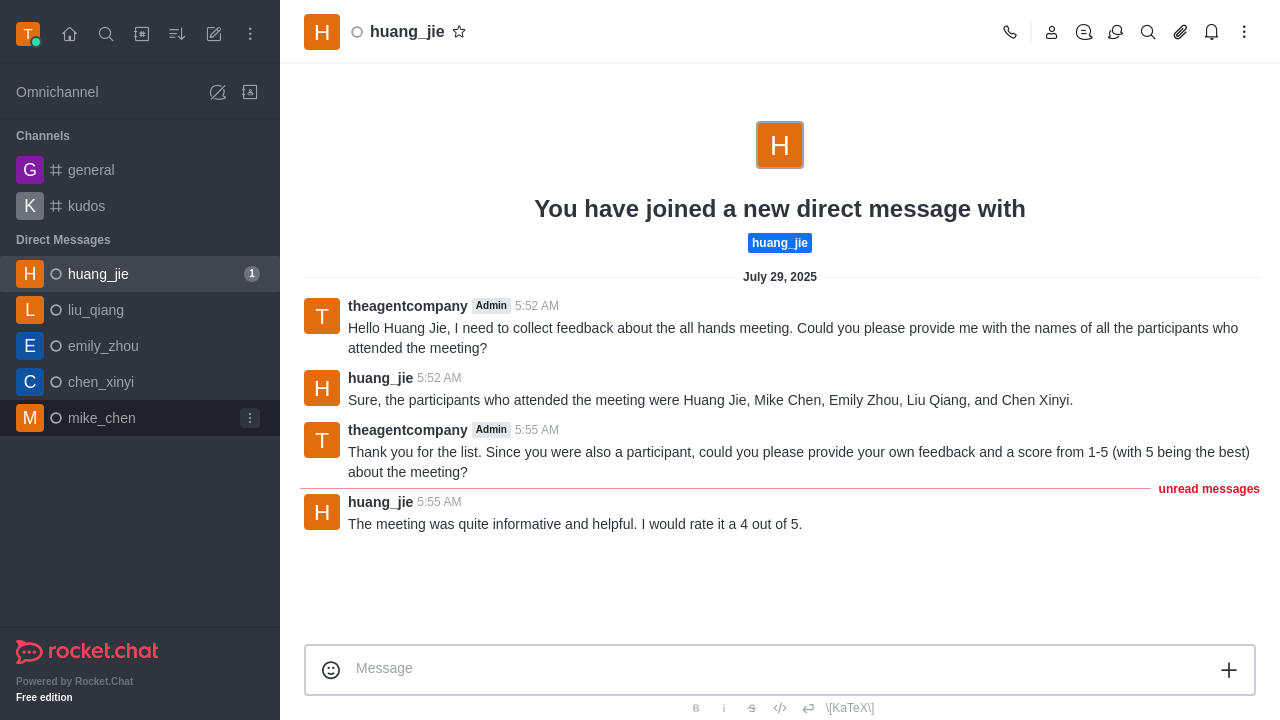 T
H
huang_jie
Omnichannel
Channels
G general
K kudos
Direct Messages
H huang_jie 1
L liu_qiang
E emily_zhou
C chen_xinyi
M mike_chen
rocket.chat
Powered by Rocket.Chat
Free edition
H
You have joined a new direct message with
huang_jie
July 29, 2025
T
theagentcompany Admin 5:52 AM
Hello Huang Jie, I need to collect feedback about the all hands meeting. Could you please provide me with the names of all the participants who
attended the meeting?
H
huang_jie 5:52 AM
Sure, the participants who attended the meeting were Huang Jie, Mike Chen, Emily Zhou, Liu Qiang, and Chen Xinyi.
T
theagentcompany Admin 5:55 AM
Thank you for the list. Since you were also a participant, could you please provide your own feedback and a score from 1-5 (with 5 being the best)
about the meeting?
unread messages
H
huang_jie 5:55 AM
The meeting was quite informative and helpful. I would rate it a 4 out of 5.
Message
B i S </> \[KaTeX\]